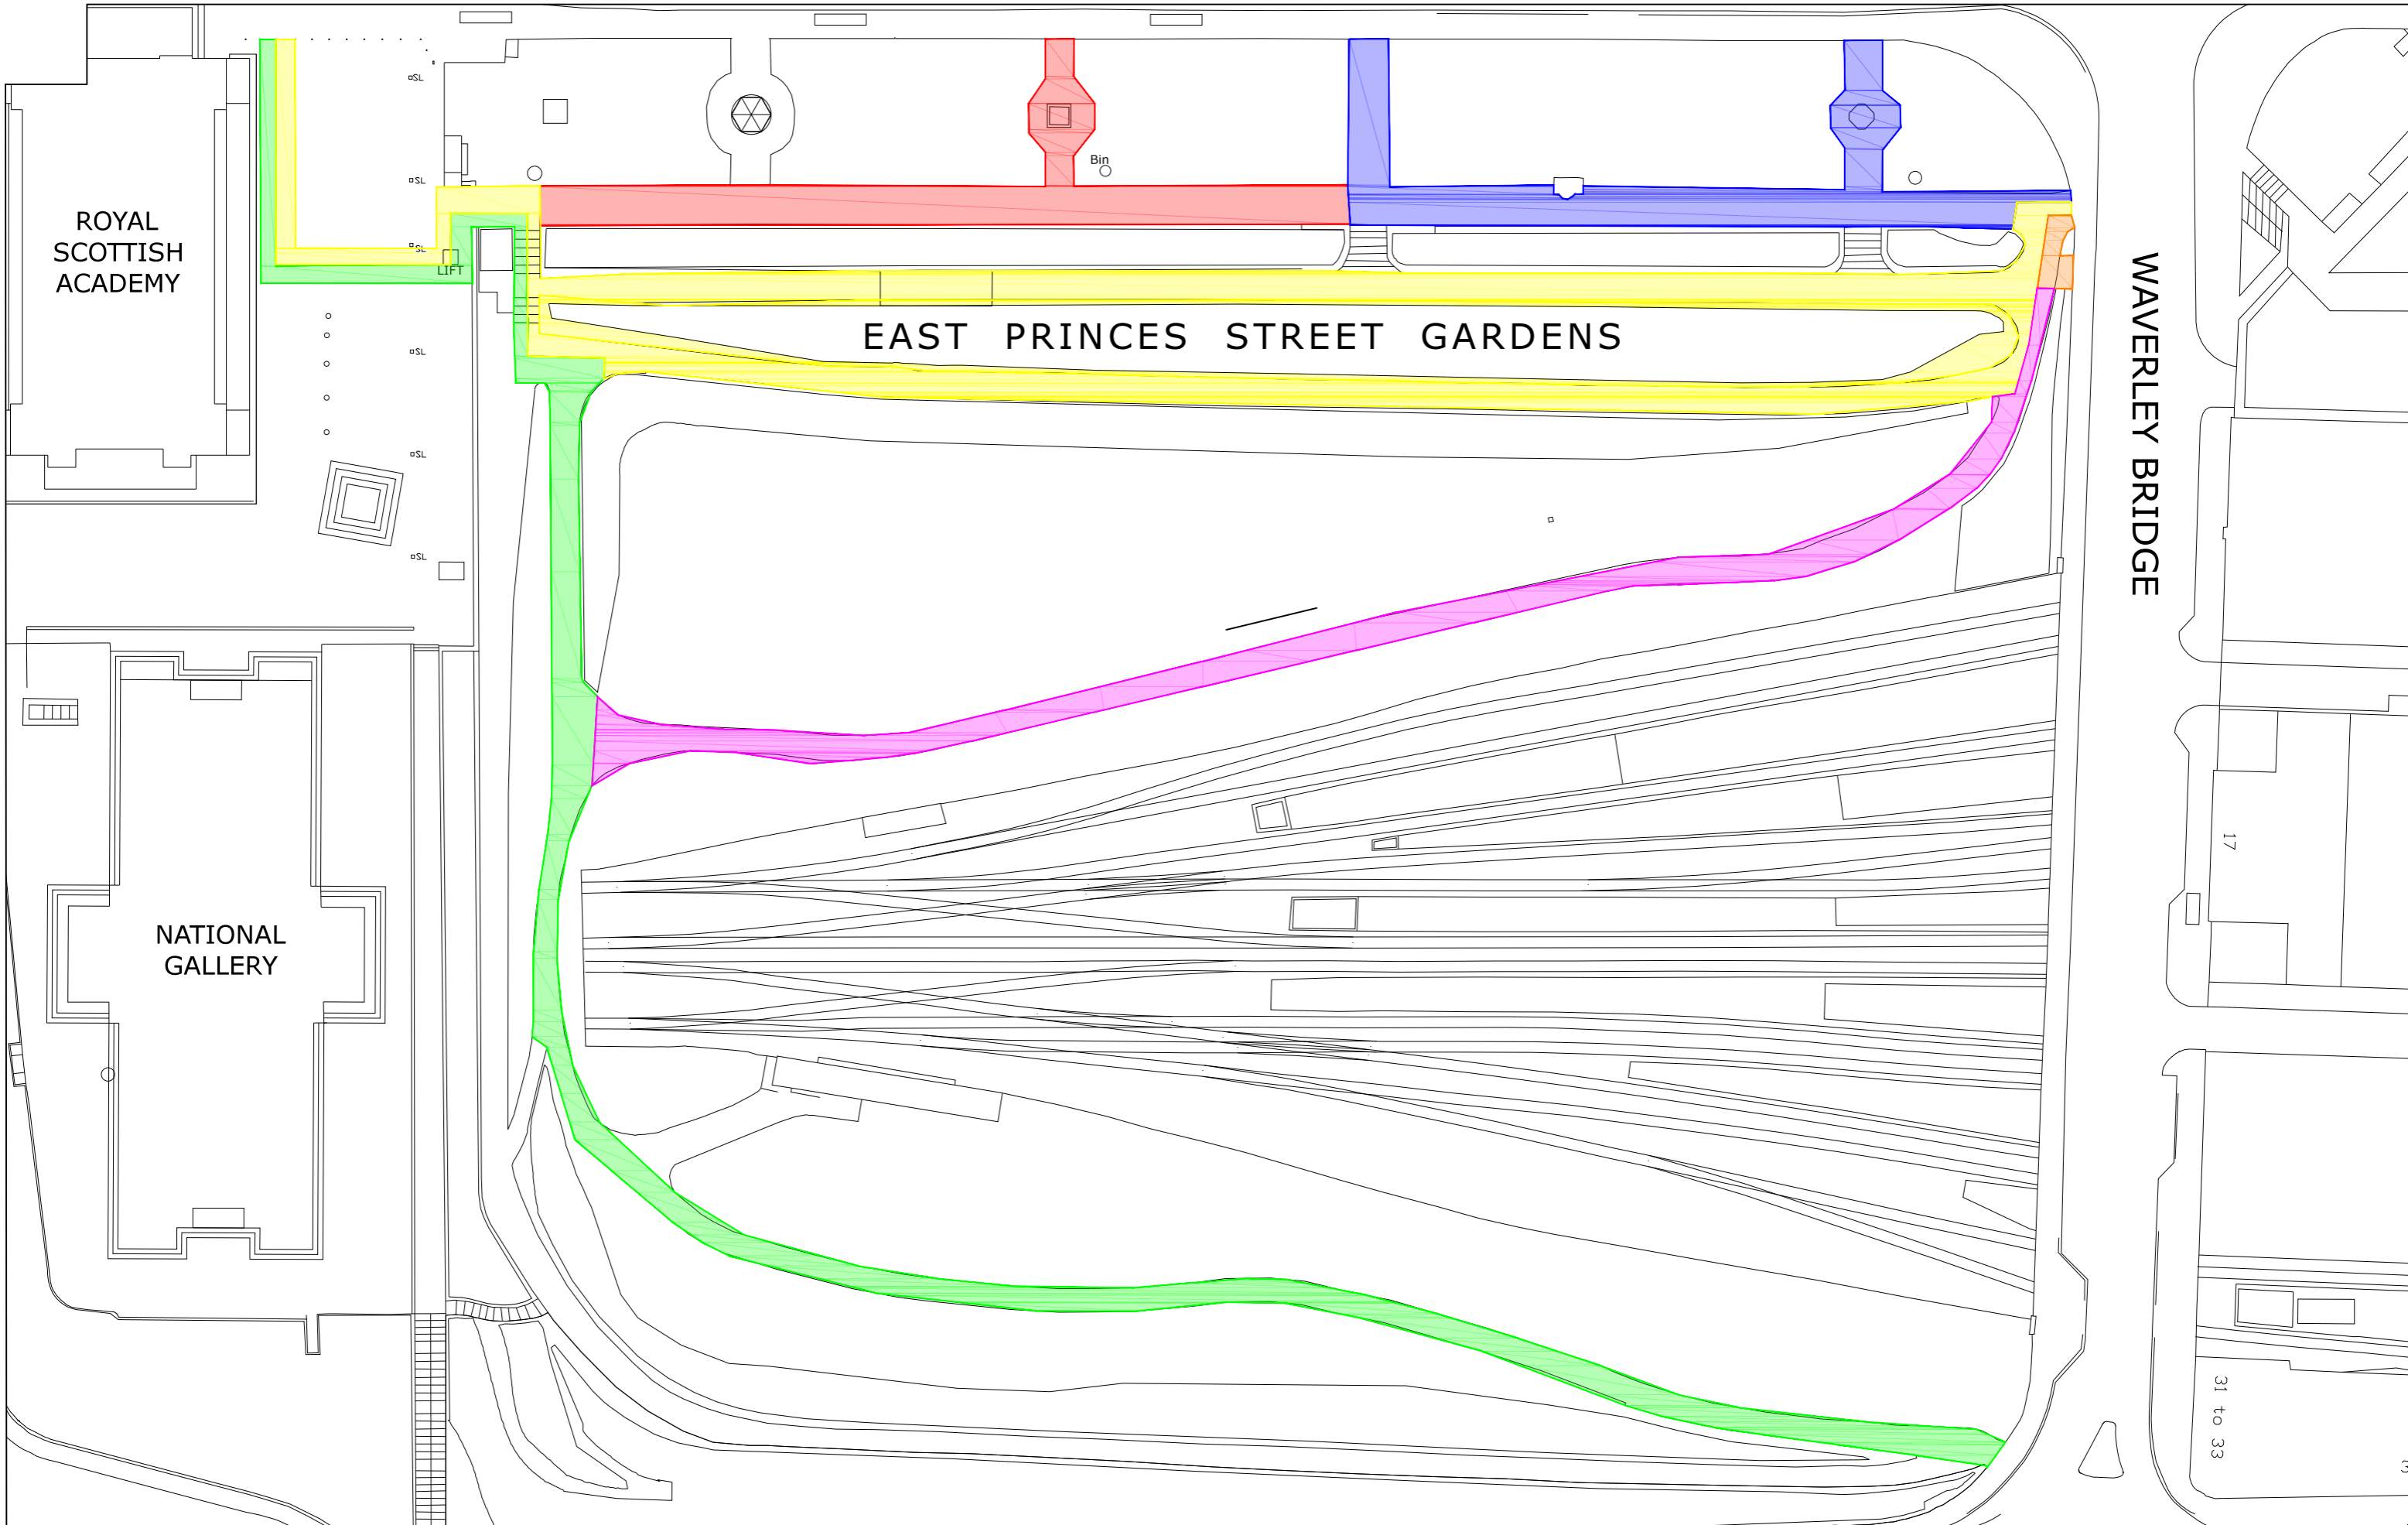 SL
Bin
SL
ROYAL
SCOTTISH
ACADEMY
SL
LIFT
EAST PRINCES STREET GARDENS
WAVERLEY BRIDGE
SL
SL
SL
17
NATIONAL
GALLERY
31 to 33
3